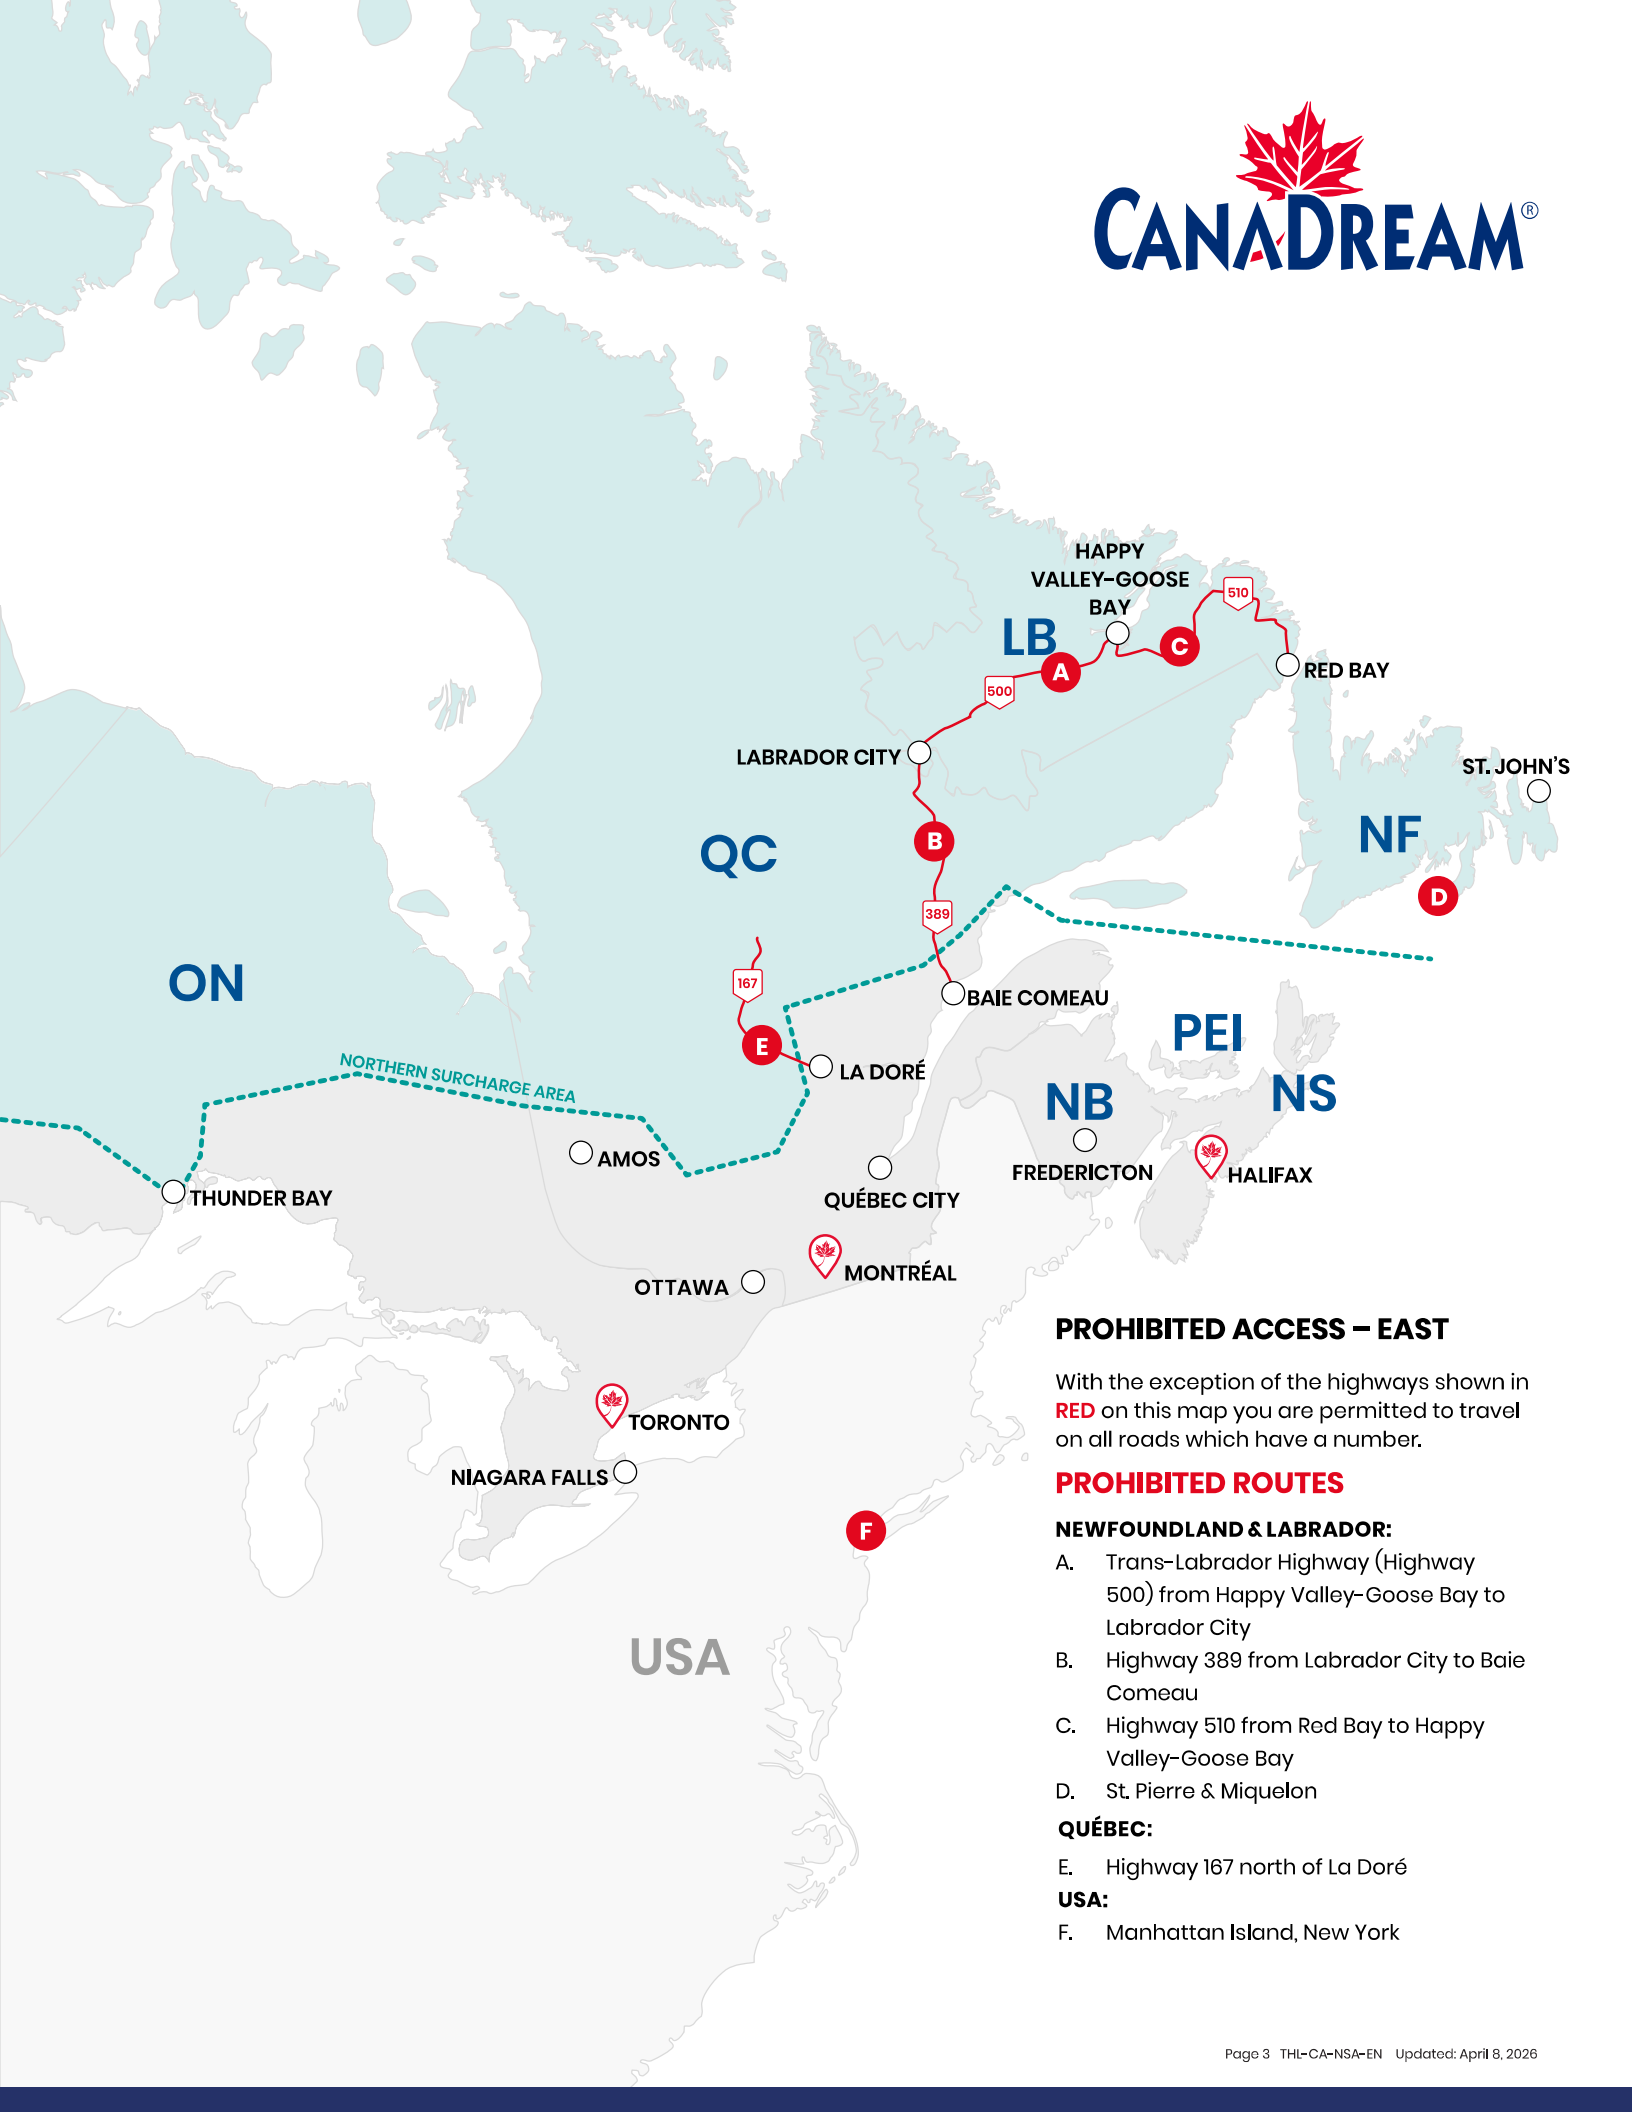 CANADREAM®
HAPPY
VALLEY-GOOSE
BAY
510
LB
C
A
RED BAY
500
LABRADOR CITY
ST. JOHN'S
NF
B
QC
D
389
ON
167
BAIE COMEAU
PEI
E
NORTHERN SURCHARGE AREA
LA DORÉ
NB
NS
AMOS
FREDERICTON
HALIFAX
THUNDER BAY
QUÉBEC CITY
MONTRÉAL
OTTAWA
TORONTO
NIAGARA FALLS
F
USA
PROHIBITED ACCESS – EAST
With the exception of the highways shown in
RED on this map you are permitted to travel
on all roads which have a number.
PROHIBITED ROUTES
NEWFOUNDLAND & LABRADOR:
A. Trans-Labrador Highway (Highway
500) from Happy Valley-Goose Bay to
Labrador City
B. Highway 389 from Labrador City to Baie
Comeau
C. Highway 510 from Red Bay to Happy
Valley-Goose Bay
D. St. Pierre & Miquelon
QUÉBEC:
E. Highway 167 north of La Doré
USA:
F. Manhattan Island, New York
Page 3 THL-CA-NSA-EN Updated: April 8, 2026